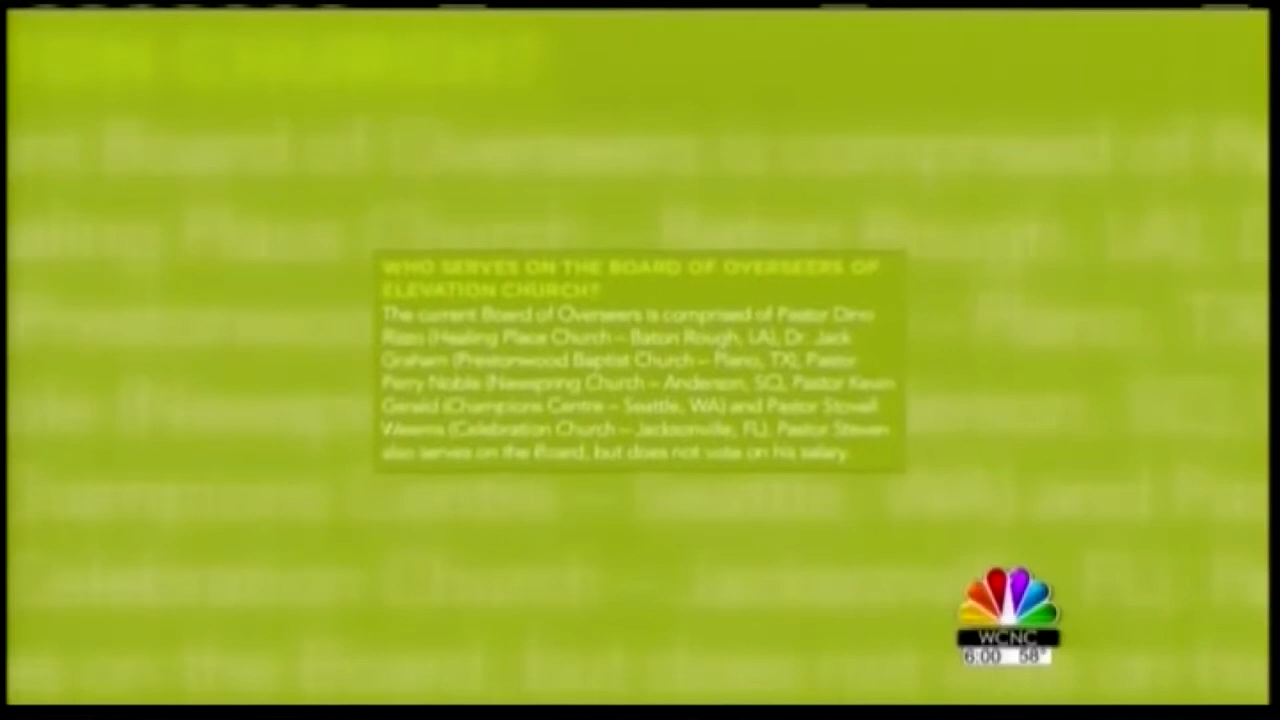 WHO SERVES ON THE BOARD OF OVERSEERS OF
ELEVATION CHURCH?
The current Board of Overseers is comprised of Pastor Dino
Rizzo (Healing Place Church – Baton Rough, LA), Dr. Jack
Graham (Prestonwood Baptist Church – Plano, TX), Pastor
Perry Noble (Newspring Church – Anderson, SC), Pastor Kevin
Gerald (Champions Centre – Seattle, WA) and Pastor Stovall
Weems (Celebration Church – Jacksonville, FL). Pastor Steven
also serves on the Board, but does not vote on his salary.
WCNC
6:00 58°